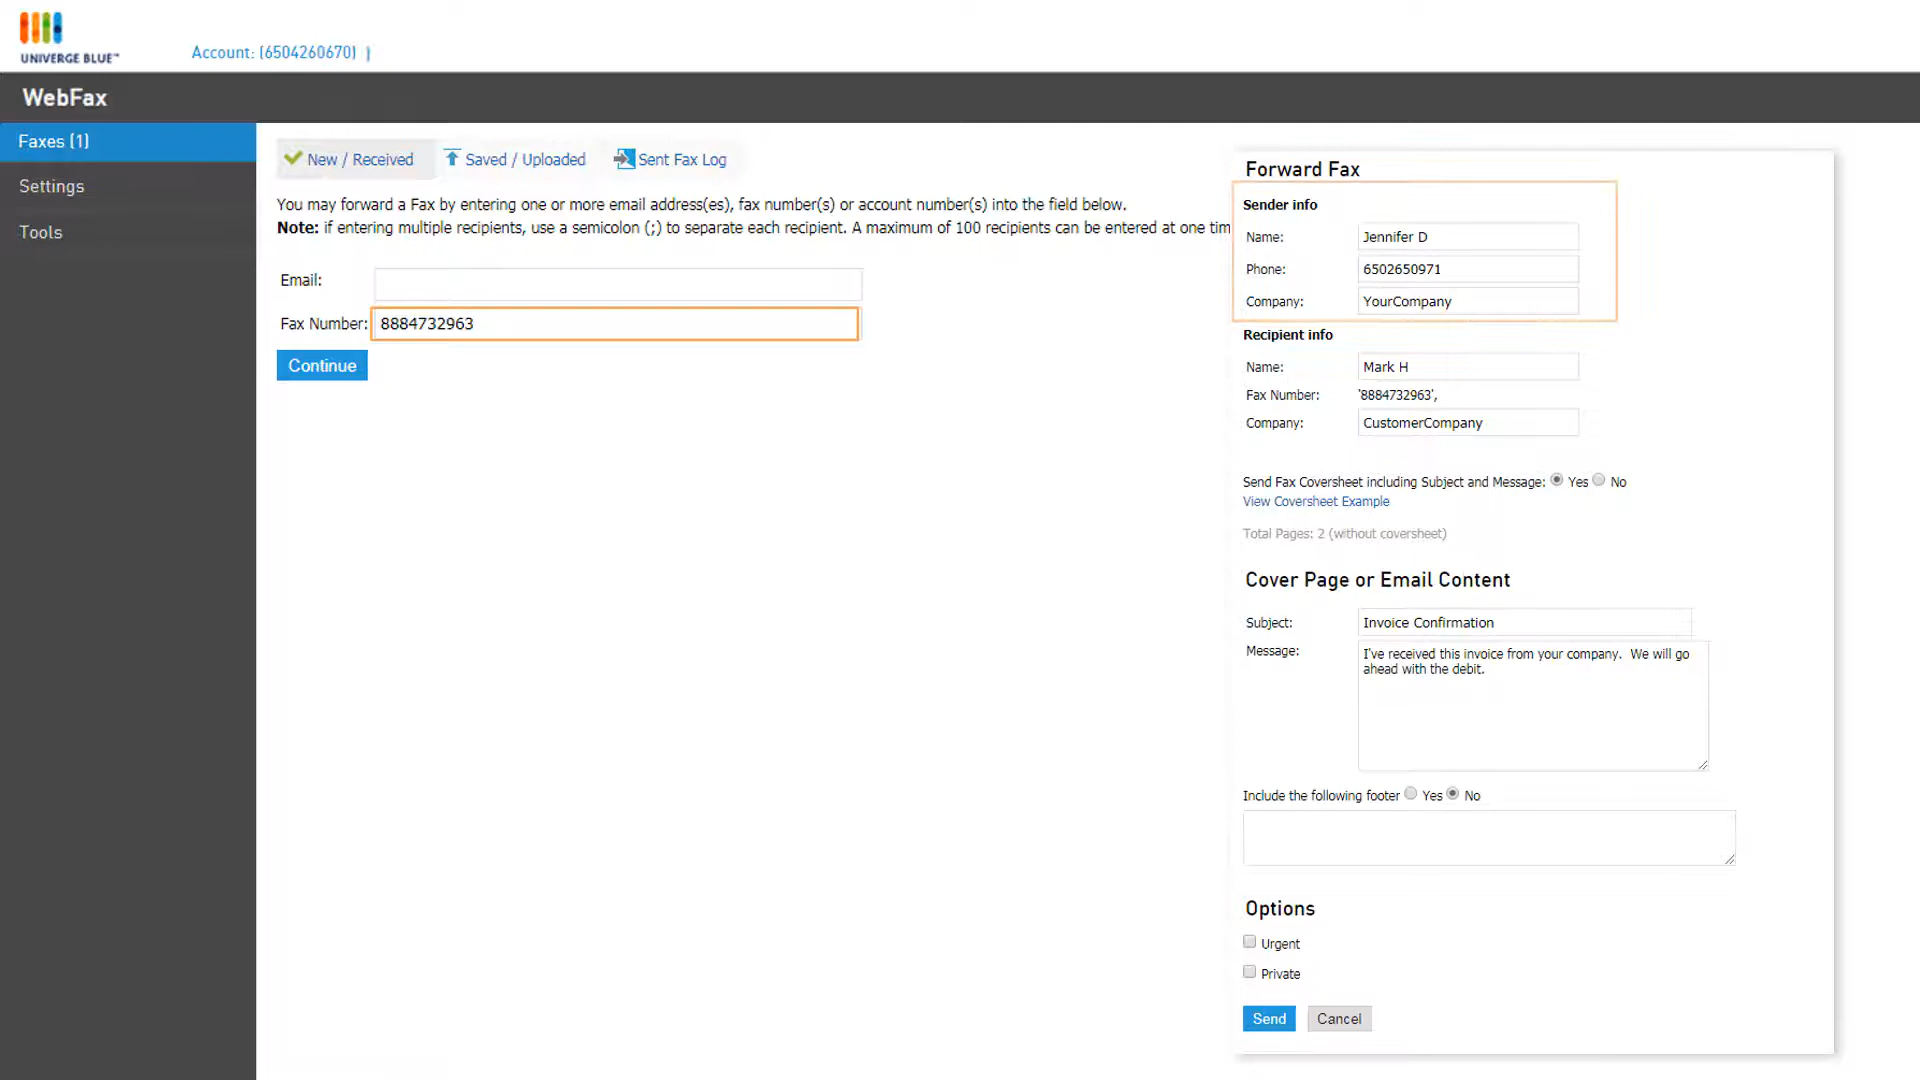 UNIVERGE BLUE™
Account: (6504260670) )
WebFax
Faxes (1)
Settings
Tools
New / Received
Saved / Uploaded
Sent Fax Log
You may forward a Fax by entering one or more email address(es), fax number(s) or account number(s) into the field below.
Note: if entering multiple recipients, use a semicolon (;) to separate each recipient. A maximum of 100 recipients can be entered at one tim
Email:
Fax Number: 8884732963
Continue
Forward Fax
Sender info
Name: Jennifer D
Phone: 6502650971
Company: YourCompany
Recipient info
Name: Mark H
Fax Number: '8884732963',
Company: CustomerCompany
Send Fax Coversheet including Subject and Message: Yes No
View Coversheet Example
Total Pages: 2 (without coversheet)
Cover Page or Email Content
Subject: Invoice Confirmation
Message: I've received this invoice from your company. We will go
ahead with the debit.
Include the following footer Yes No
Options
Urgent
Private
Send Cancel